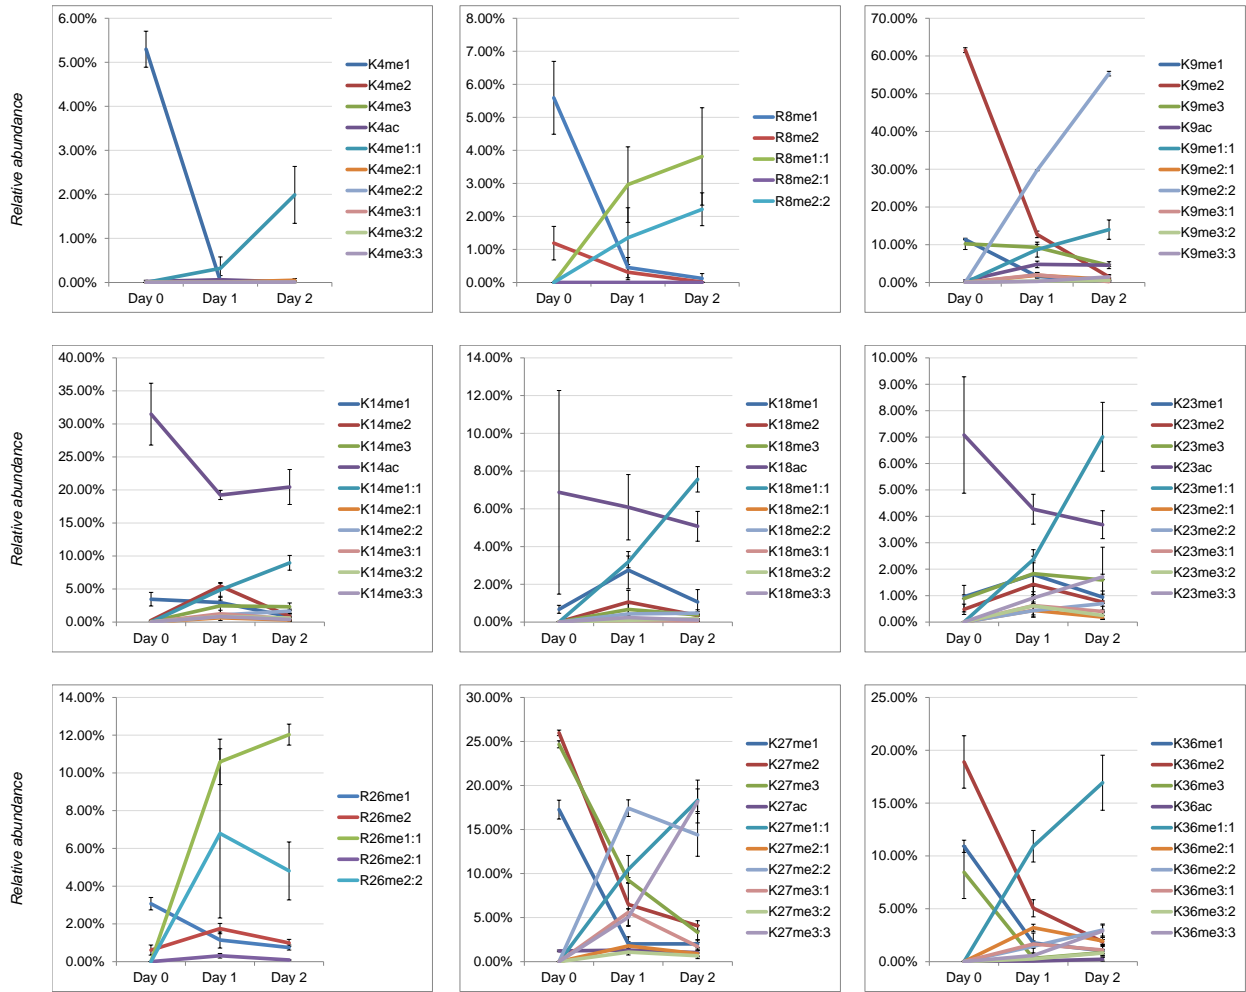 Relative abundance
6.00%
5.00%
4.00%
3.00%
2.00%
1.00%
0.00%
Day 0 Day 1 Day 2
K4me1
K4me2
K4me3
K4ac
K4me1:1
K4me2:1
K4me2:2
K4me3:1
K4me3:2
K4me3:3
8.00%
7.00%
6.00%
5.00%
4.00%
3.00%
2.00%
1.00%
0.00%
Day 0 Day 1 Day 2
R8me1
R8me2
R8me1:1
R8me2:1
R8me2:2
70.00%
60.00%
50.00%
40.00%
30.00%
20.00%
10.00%
0.00%
Day 0 Day 1 Day 2
K9me1
K9me2
K9me3
K9ac
K9me1:1
K9me2:1
K9me2:2
K9me3:1
K9me3:2
K9me3:3
Relative abundance
40.00%
35.00%
30.00%
25.00%
20.00%
15.00%
10.00%
5.00%
0.00%
Day 0 Day 1 Day 2
K14me1
K14me2
K14me3
K14ac
K14me1:1
K14me2:1
K14me2:2
K14me3:1
K14me3:2
K14me3:3
14.00%
12.00%
10.00%
8.00%
6.00%
4.00%
2.00%
0.00%
Day 0 Day 1 Day 2
K18me1
K18me2
K18me3
K18ac
K18me1:1
K18me2:1
K18me2:2
K18me3:1
K18me3:2
K18me3:3
10.00%
9.00%
8.00%
7.00%
6.00%
5.00%
4.00%
3.00%
2.00%
1.00%
0.00%
Day 0 Day 1 Day 2
K23me1
K23me2
K23me3
K23ac
K23me1:1
K23me2:1
K23me2:2
K23me3:1
K23me3:2
K23me3:3
Relative abundance
14.00%
12.00%
10.00%
8.00%
6.00%
4.00%
2.00%
0.00%
Day 0 Day 1 Day 2
R26me1
R26me2
R26me1:1
R26me2:1
R26me2:2
30.00%
25.00%
20.00%
15.00%
10.00%
5.00%
0.00%
Day 0 Day 1 Day 2
K27me1
K27me2
K27me3
K27ac
K27me1:1
K27me2:1
K27me2:2
K27me3:1
K27me3:2
K27me3:3
25.00%
20.00%
15.00%
10.00%
5.00%
0.00%
Day 0 Day 1 Day 2
K36me1
K36me2
K36me3
K36ac
K36me1:1
K36me2:1
K36me2:2
K36me3:1
K36me3:2
K36me3:3